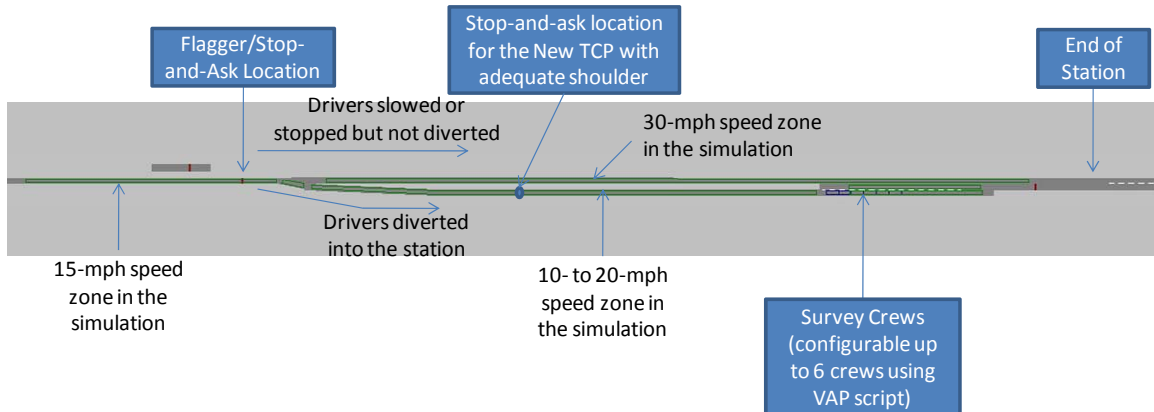 Flagger/Stop-
and-Ask Location
Stop-and-ask location
for the New TCP with
adequate shoulder
End of
Station
Drivers slowed or
stopped but not diverted
30-mph speed zone
in the simulation
Drivers diverted
into the station
15-mph speed
zone in the
simulation
10- to 20-mph
speed zone in
the simulation
Survey Crews
(configurable up
to 6 crews using
VAP script)